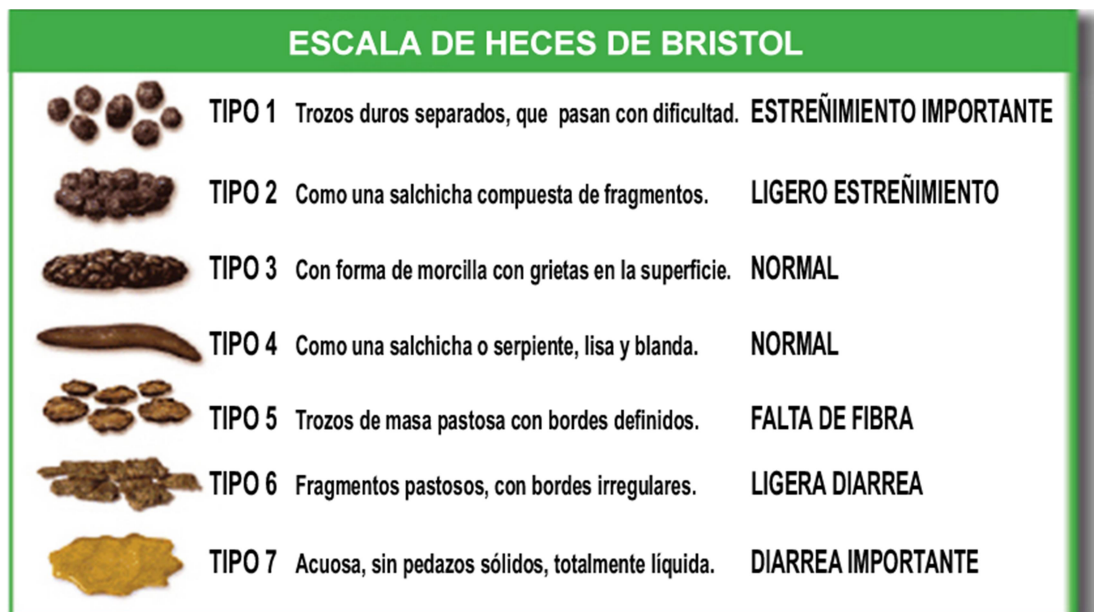 ESCALA DE HECES DE BRISTOL
TIPO 1 Trozos duros separados, que pasan con dificultad. ESTREÑIMIENTO IMPORTANTE
TIPO 2 Como una salchicha compuesta de fragmentos. LIGERO ESTREÑIMIENTO
TIPO 3 Con forma de morcilla con grietas en la superficie. NORMAL
TIPO 4 Como una salchicha o serpiente, lisa y blanda. NORMAL
TIPO 5 Trozos de masa pastosa con bordes definidos. FALTA DE FIBRA
TIPO 6 Fragmentos pastosos, con bordes irregulares. LIGERA DIARREA
TIPO 7 Acuosa, sin pedazos sólidos, totalmente líquida. DIARREA IMPORTANTE